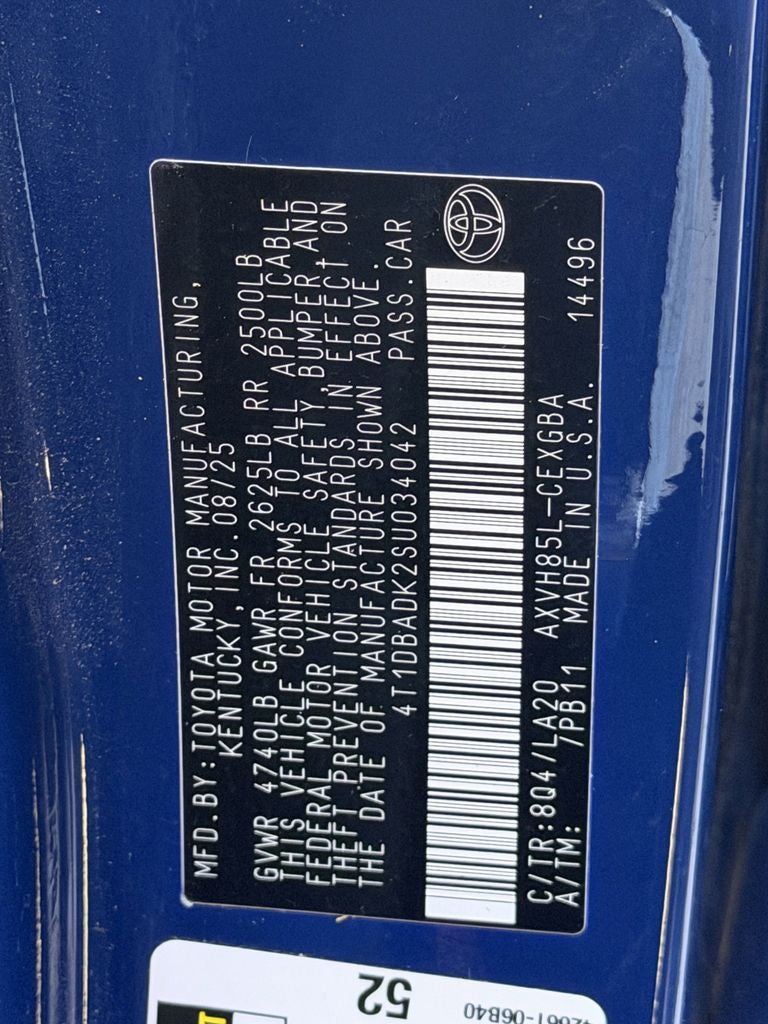 MFD.BY:TOYOTA MOTOR MANUFACTURING,
KENTUCKY,INC.08/25
GVWR 4740LB GAWR FR 2625LB RR 2500LB
THIS VEHICLE CONFORMS TO ALL APPLICABLE
FEDERAL MOTOR VEHICLE SAFETY,BUMPER,AND
THEFT PREVENTION STANDARDS IN EFFECT ON
THE DATE OF MANUFACTURE SHOWN ABOVE.
4T1DBADK2SU034042 PASS.CAR
C/TR:8Q4/LA20 AXVH85L-CEXGBA 14496
A/TM: /PB11 MADE IN U.S.A.
52